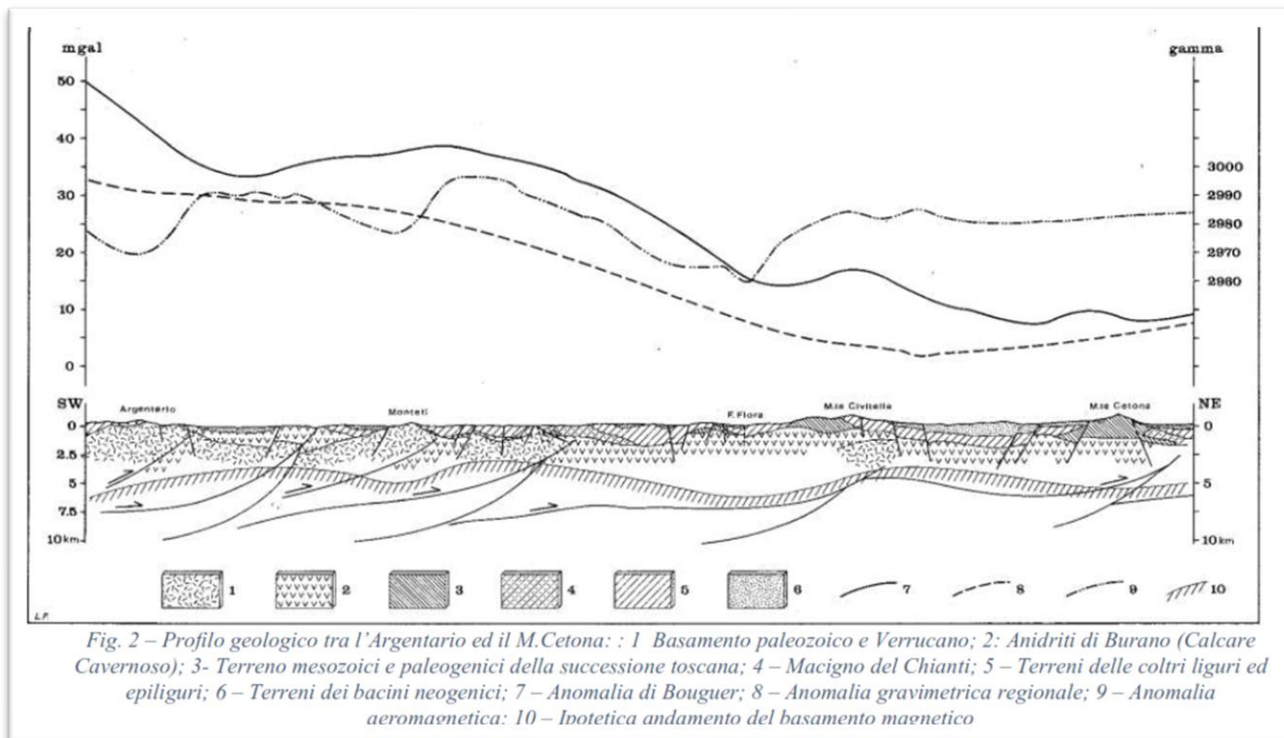 mgal
gamma
50
40
30
20
10
0
3000
2990
2980
2970
2960
SW
NE
Argentario
Monteti
F. Flora
M.te Civitella
M.te Cetona
0
2.5
5
7.5
10 km
0
5
10 km
1 2 3 4 5 6 7 8 9 10
L.F.
Fig. 2 – Profilo geologico tra l'Argentario ed il M.Cetona: : 1 Basamento paleozoico e Verrucano; 2: Anidriti di Burano (Calcare
Cavernoso); 3- Terreno mesozoici e paleogenici della successione toscana; 4 – Macigno del Chianti; 5 – Terreni delle coltri liguri ed
epiliguri; 6 – Terreni dei bacini neogenici; 7 – Anomalia di Bouguer; 8 – Anomalia gravimetrica regionale; 9 – Anomalia
aeromagnetica; 10 – Ipotetica andamento del basamento magnetico